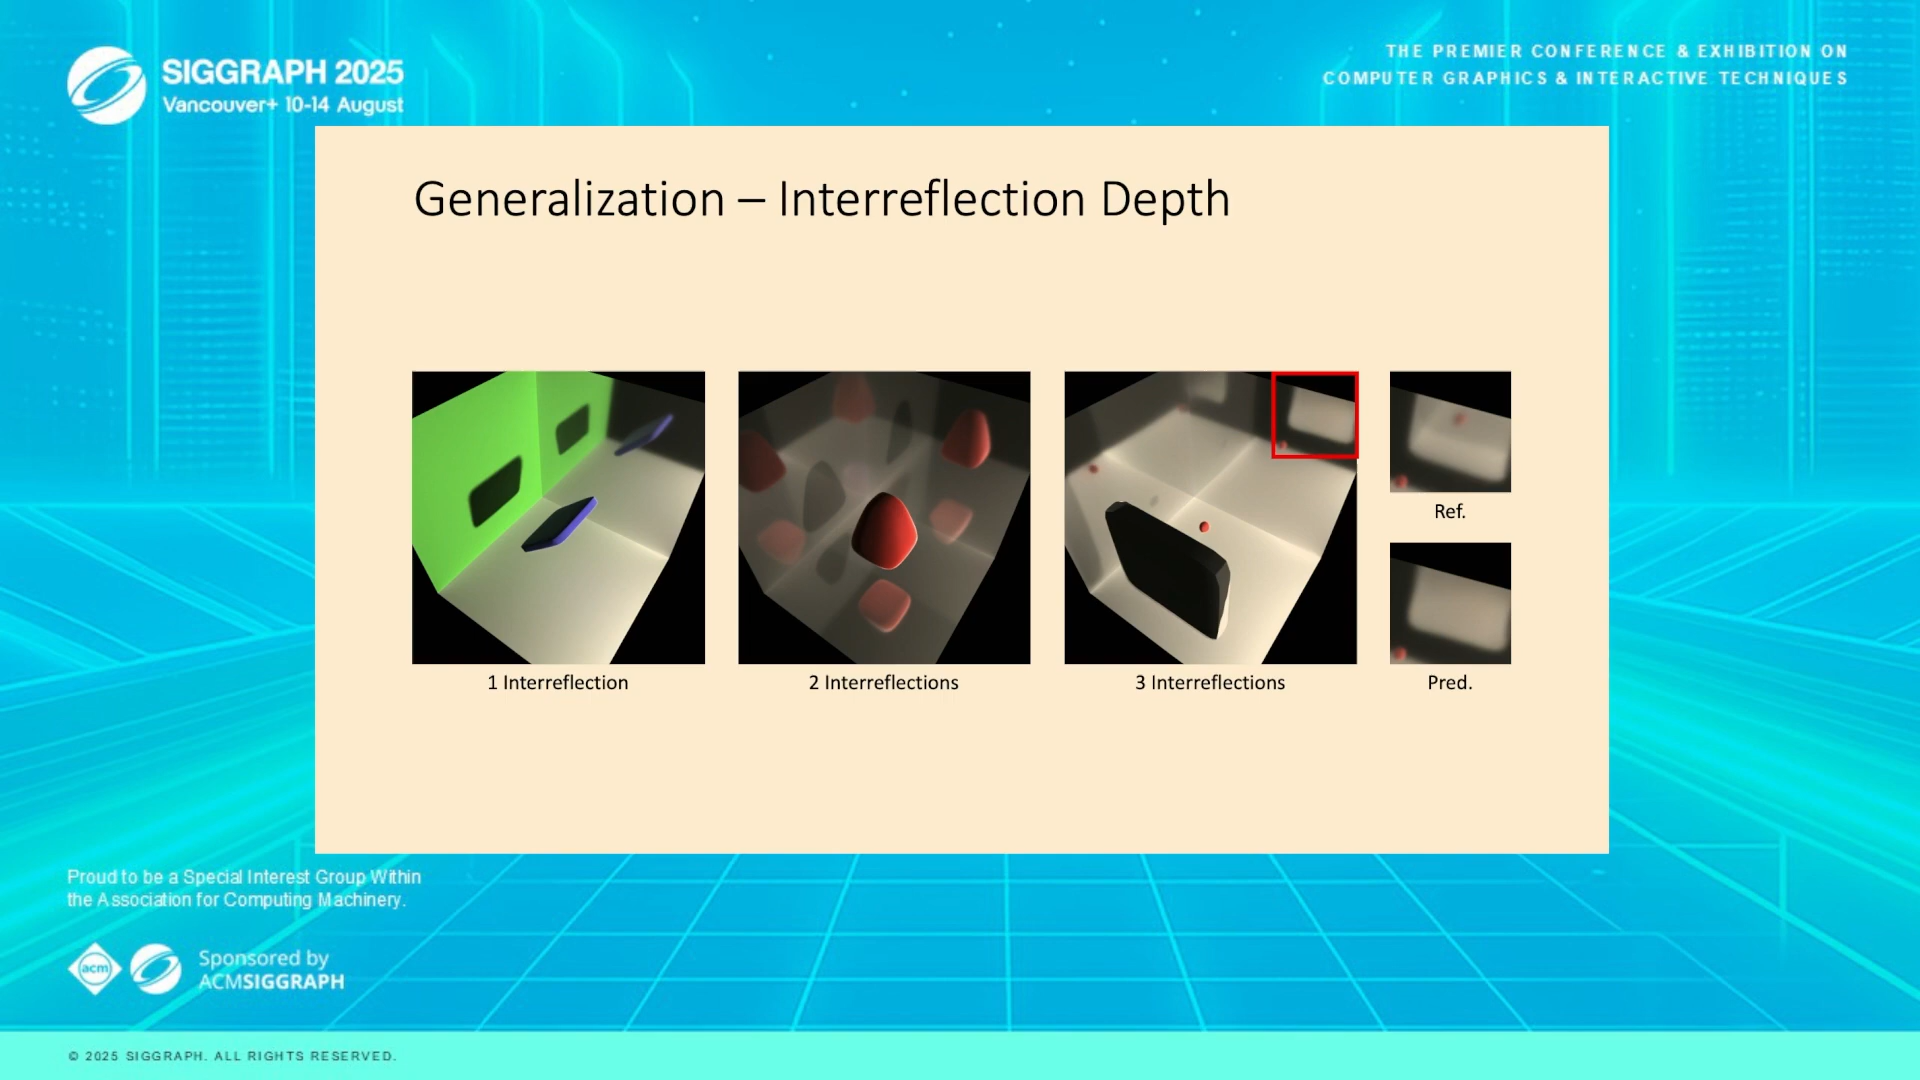 SIGGRAPH 2025
Vancouver+ 10-14 August
THE PREMIER CONFERENCE & EXHIBITION ON
COMPUTER GRAPHICS & INTERACTIVE TECHNIQUES
Generalization – Interreflection Depth
Ref.
1 Interreflection
2 Interreflections
3 Interreflections
Pred.
Proud to be a Special Interest Group Within
the Association for Computing Machinery.
acm
Sponsored by
ACMSIGGRAPH
© 2025 SIGGRAPH. ALL RIGHTS RESERVED.